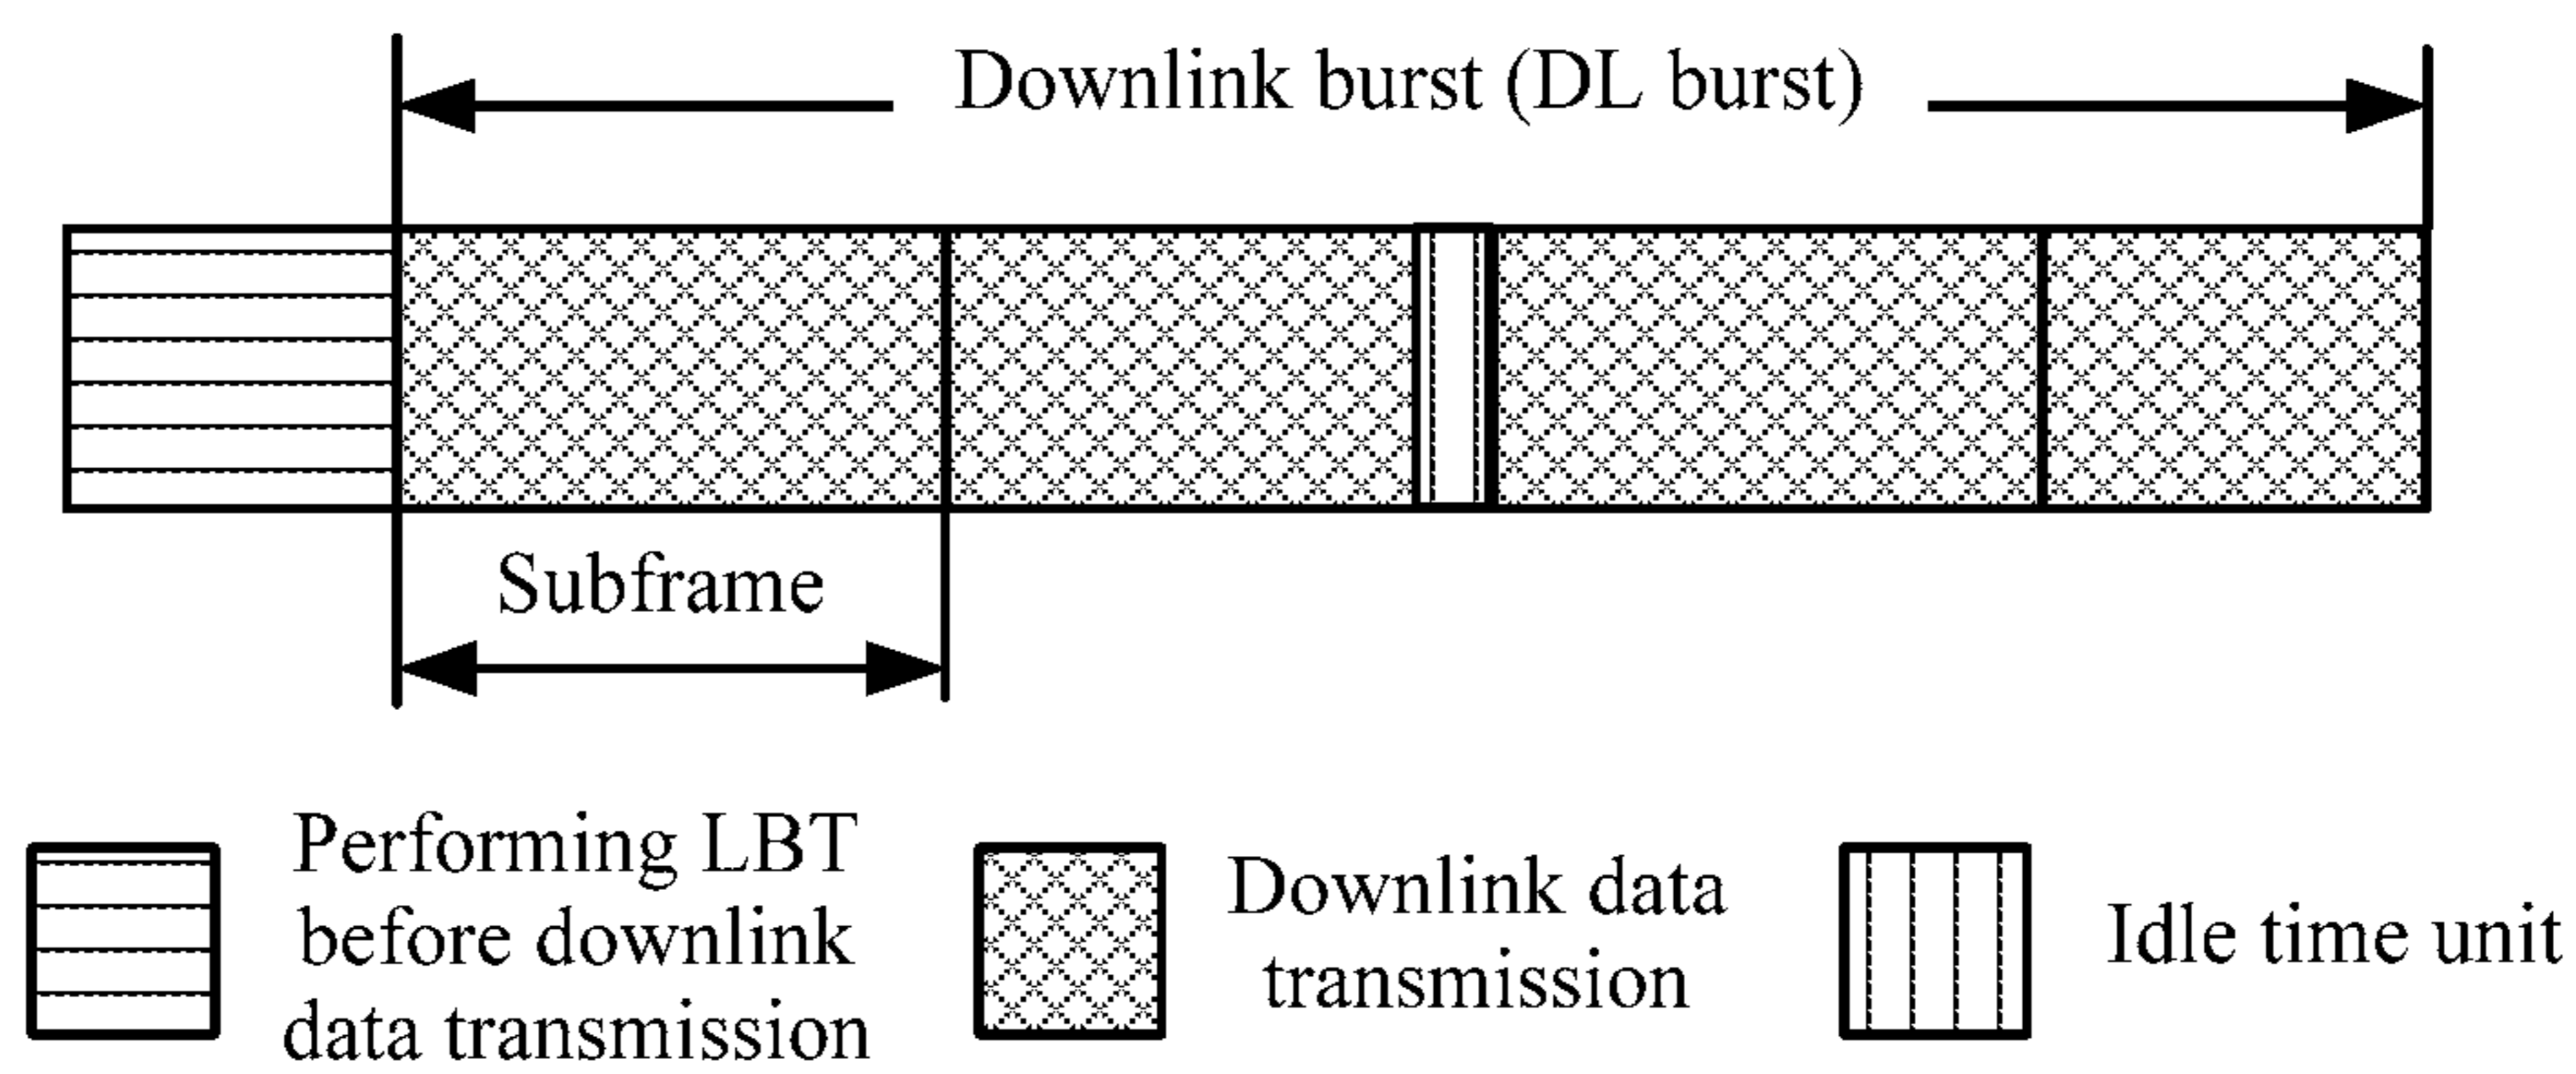 Downlink burst (DL burst)
Subframe
Performing LBT
before downlink
data transmission
Downlink data
transmission
Idle time unit